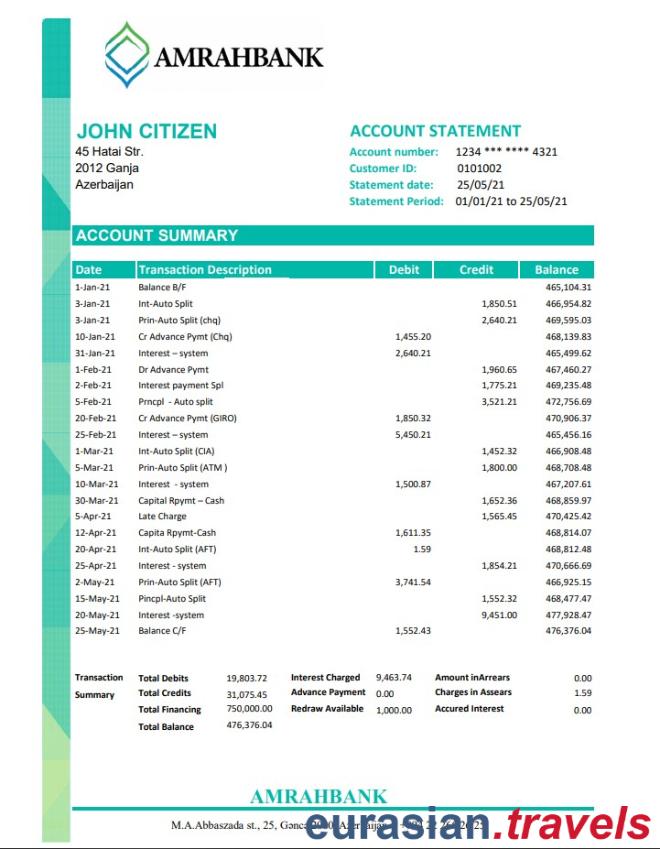 AMRAHBANK
JOHN CITIZEN
45 Hatai Str.
2012 Ganja
Azerbaijan
ACCOUNT STATEMENT
Account number: 1234 *** **** 4321
Customer ID: 0101002
Statement date: 25/05/21
Statement Period: 01/01/21 to 25/05/21
ACCOUNT SUMMARY
Date Transaction Description Debit Credit Balance
1-Jan-21 Balance B/F 465,104.31
3-Jan-21 Int-Auto Split 1,850.51 466,954.82
3-Jan-21 Prin-Auto Split (chq) 2,640.21 469,595.03
10-Jan-21 Cr Advance Pymt (Chq) 1,455.20 468,139.83
31-Jan-21 Interest – system 2,640.21 465,499.62
1-Feb-21 Dr Advance Pymt 1,960.65 467,460.27
2-Feb-21 Interest payment Spl 1,775.21 469,235.48
5-Feb-21 Prncpl - Auto split 3,521.21 472,756.69
20-Feb-21 Cr Advance Pymt (GIRO) 1,850.32 470,906.37
25-Feb-21 Interest – system 5,450.21 465,456.16
1-Mar-21 Int-Auto Split (CIA) 1,452.32 466,908.48
5-Mar-21 Prin-Auto Split (ATM ) 1,800.00 468,708.48
10-Mar-21 Interest - system 1,500.87 467,207.61
30-Mar-21 Capital Rpymt – Cash 1,652.36 468,859.97
5-Apr-21 Late Charge 1,565.45 470,425.42
12-Apr-21 Capita Rpymt-Cash 1,611.35 468,814.07
20-Apr-21 Int-Auto Split (AFT) 1.59 468,812.48
25-Apr-21 Interest - system 1,854.21 470,666.69
2-May-21 Prin-Auto Split (AFT) 3,741.54 466,925.15
15-May-21 Pincpl-Auto Split 1,552.32 468,477.47
20-May-21 Interest -system 9,451.00 477,928.47
25-May-21 Balance C/F 1,552.43 476,376.04
Transaction Total Debits 19,803.72 Interest Charged 9,463.74 Amount inArrears 0.00
Summary Total Credits 31,075.45 Advance Payment 0.00 Charges in Assears 1.59
Total Financing 750,000.00 Redraw Available 1,000.00 Accured Interest 0.00
Total Balance 476,376.04
AMRAHBANK
M.A.Abbaszada st., 25, Gəncə
eurasian.travels